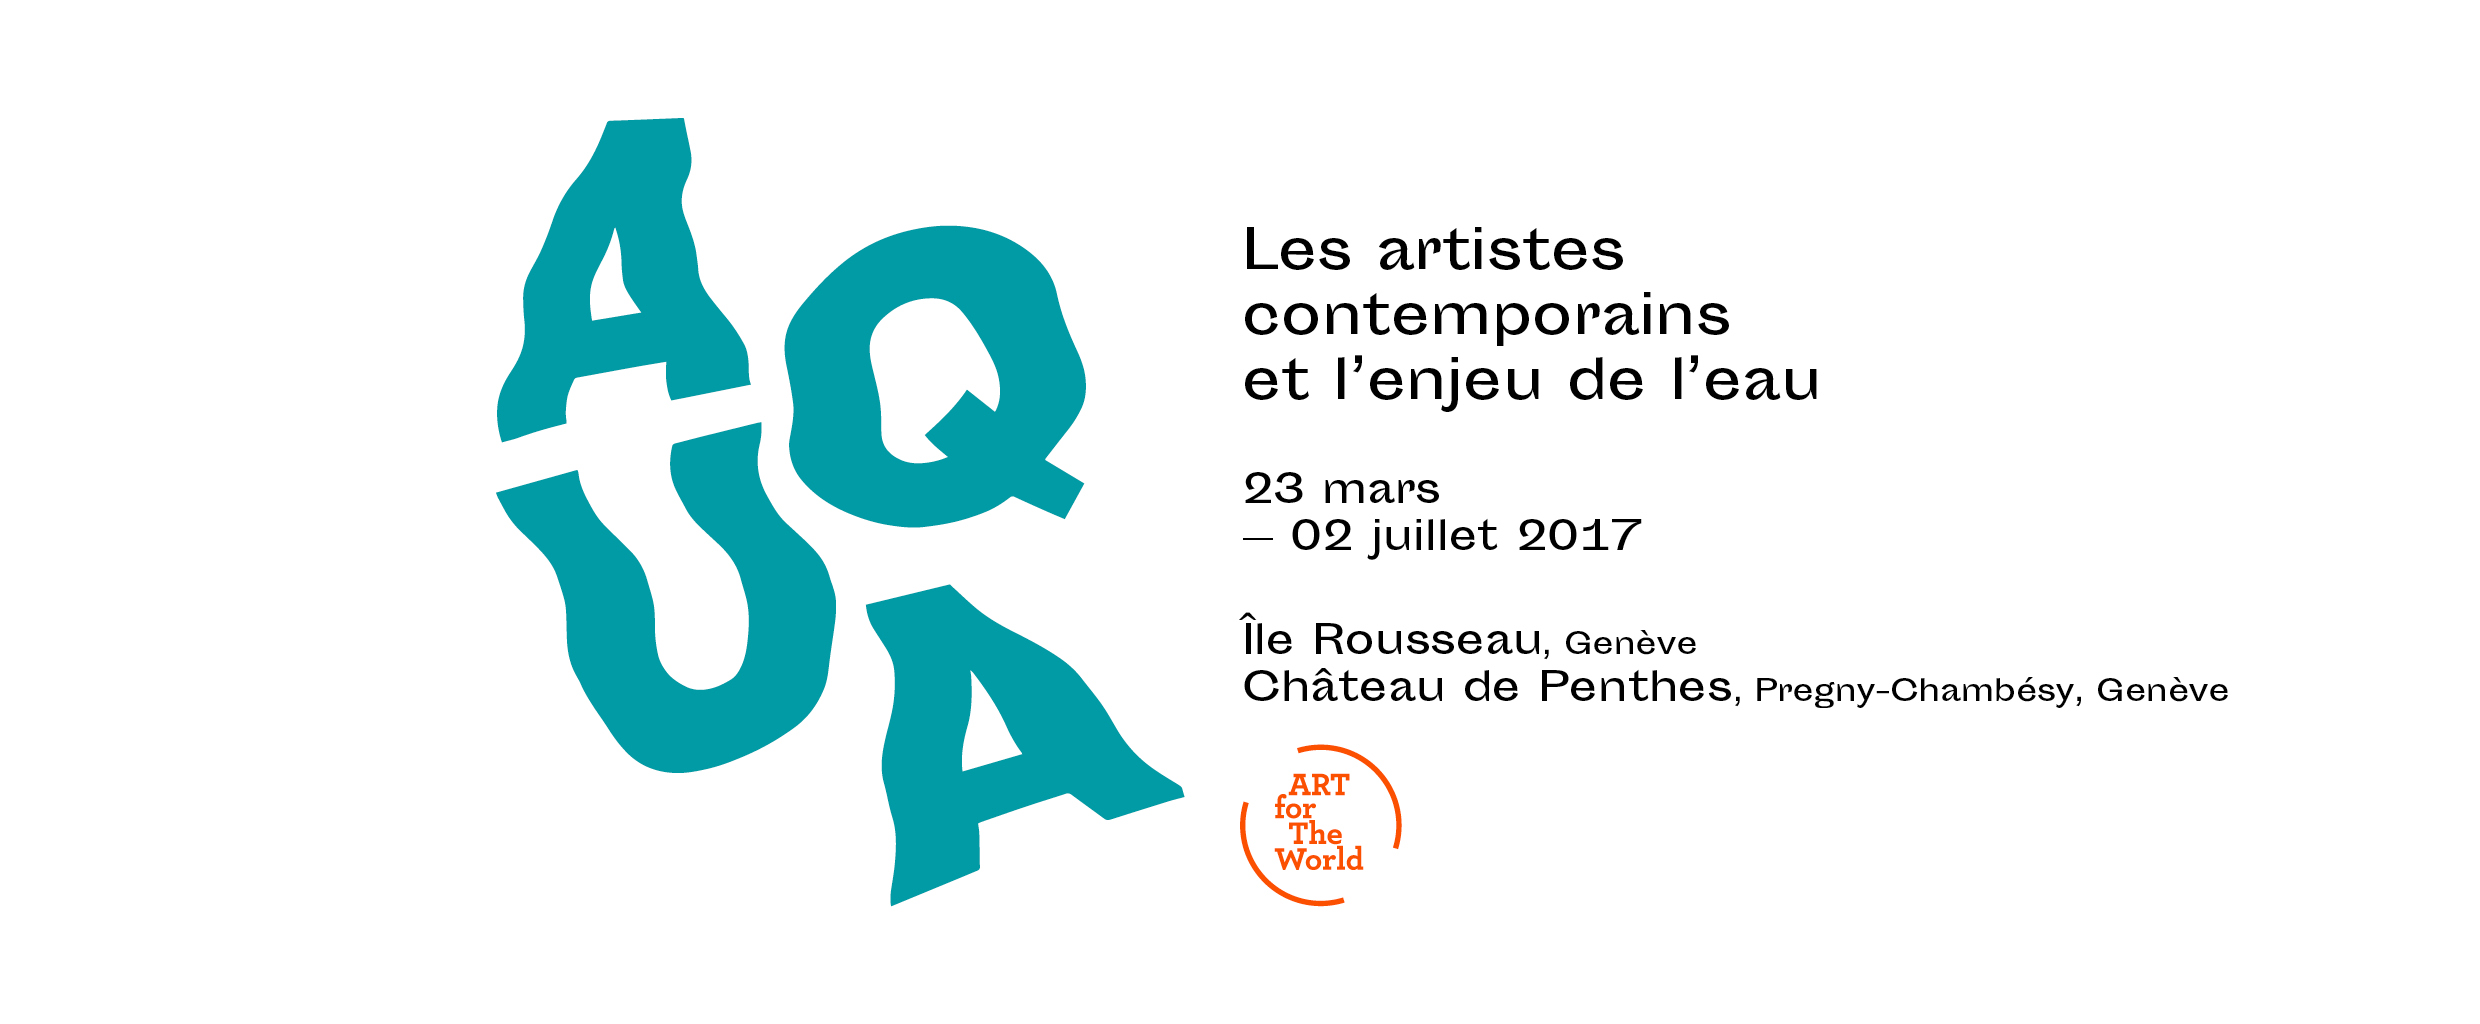 AQUA
Les artistes
contemporains
et l’enjeu de l’eau
23 mars
— 02 juillet 2017
Île Rousseau, Genève
Château de Penthes, Pregny-Chambésy, Genève
ART
for
The
World